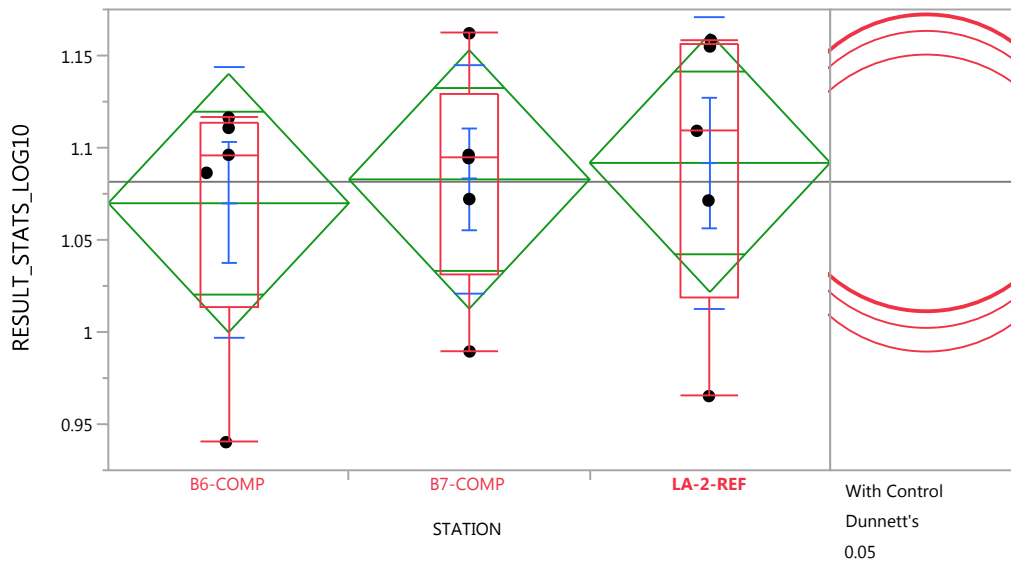 RESULT_STATS_LOG10
1.15
1.1
1.05
1
0.95
B6-COMP
B7-COMP
LA-2-REF
STATION
With Control
Dunnett's
0.05